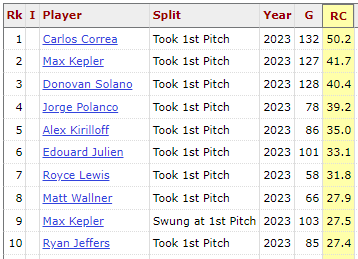 Rk I Player Split Year G RC
1 Carlos Correa Took 1st Pitch 2023 132 50.2
2 Max Kepler Took 1st Pitch 2023 127 41.7
3 Donovan Solano Took 1st Pitch 2023 128 40.4
4 Jorge Polanco Took 1st Pitch 2023 78 39.2
5 Alex Kirilloff Took 1st Pitch 2023 86 35.0
6 Edouard Julien Took 1st Pitch 2023 101 33.1
7 Royce Lewis Took 1st Pitch 2023 58 31.8
8 Matt Wallner Took 1st Pitch 2023 66 27.9
9 Max Kepler Swung at 1st Pitch 2023 103 27.5
10 Ryan Jeffers Took 1st Pitch 2023 85 27.4